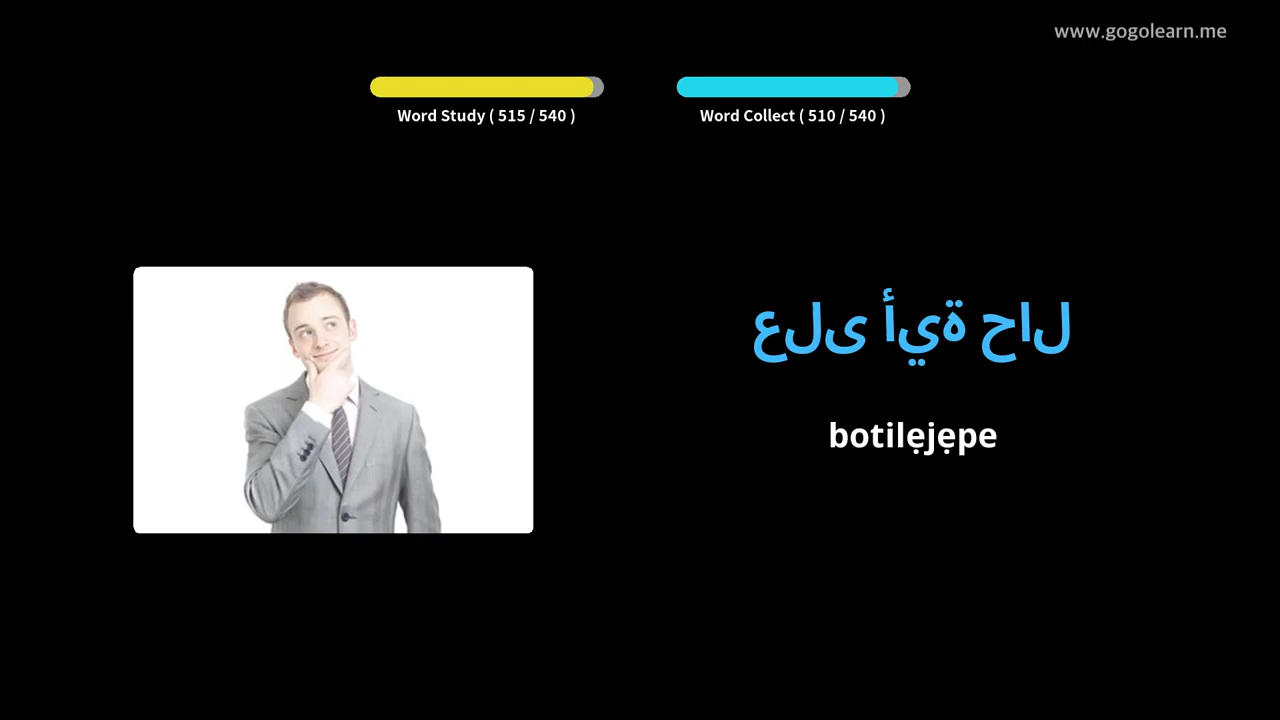 www.gogolearn.me
Word Study ( 515 / 540 )
Word Collect ( 510 / 540 )
على أية حال
botilẹjẹpe